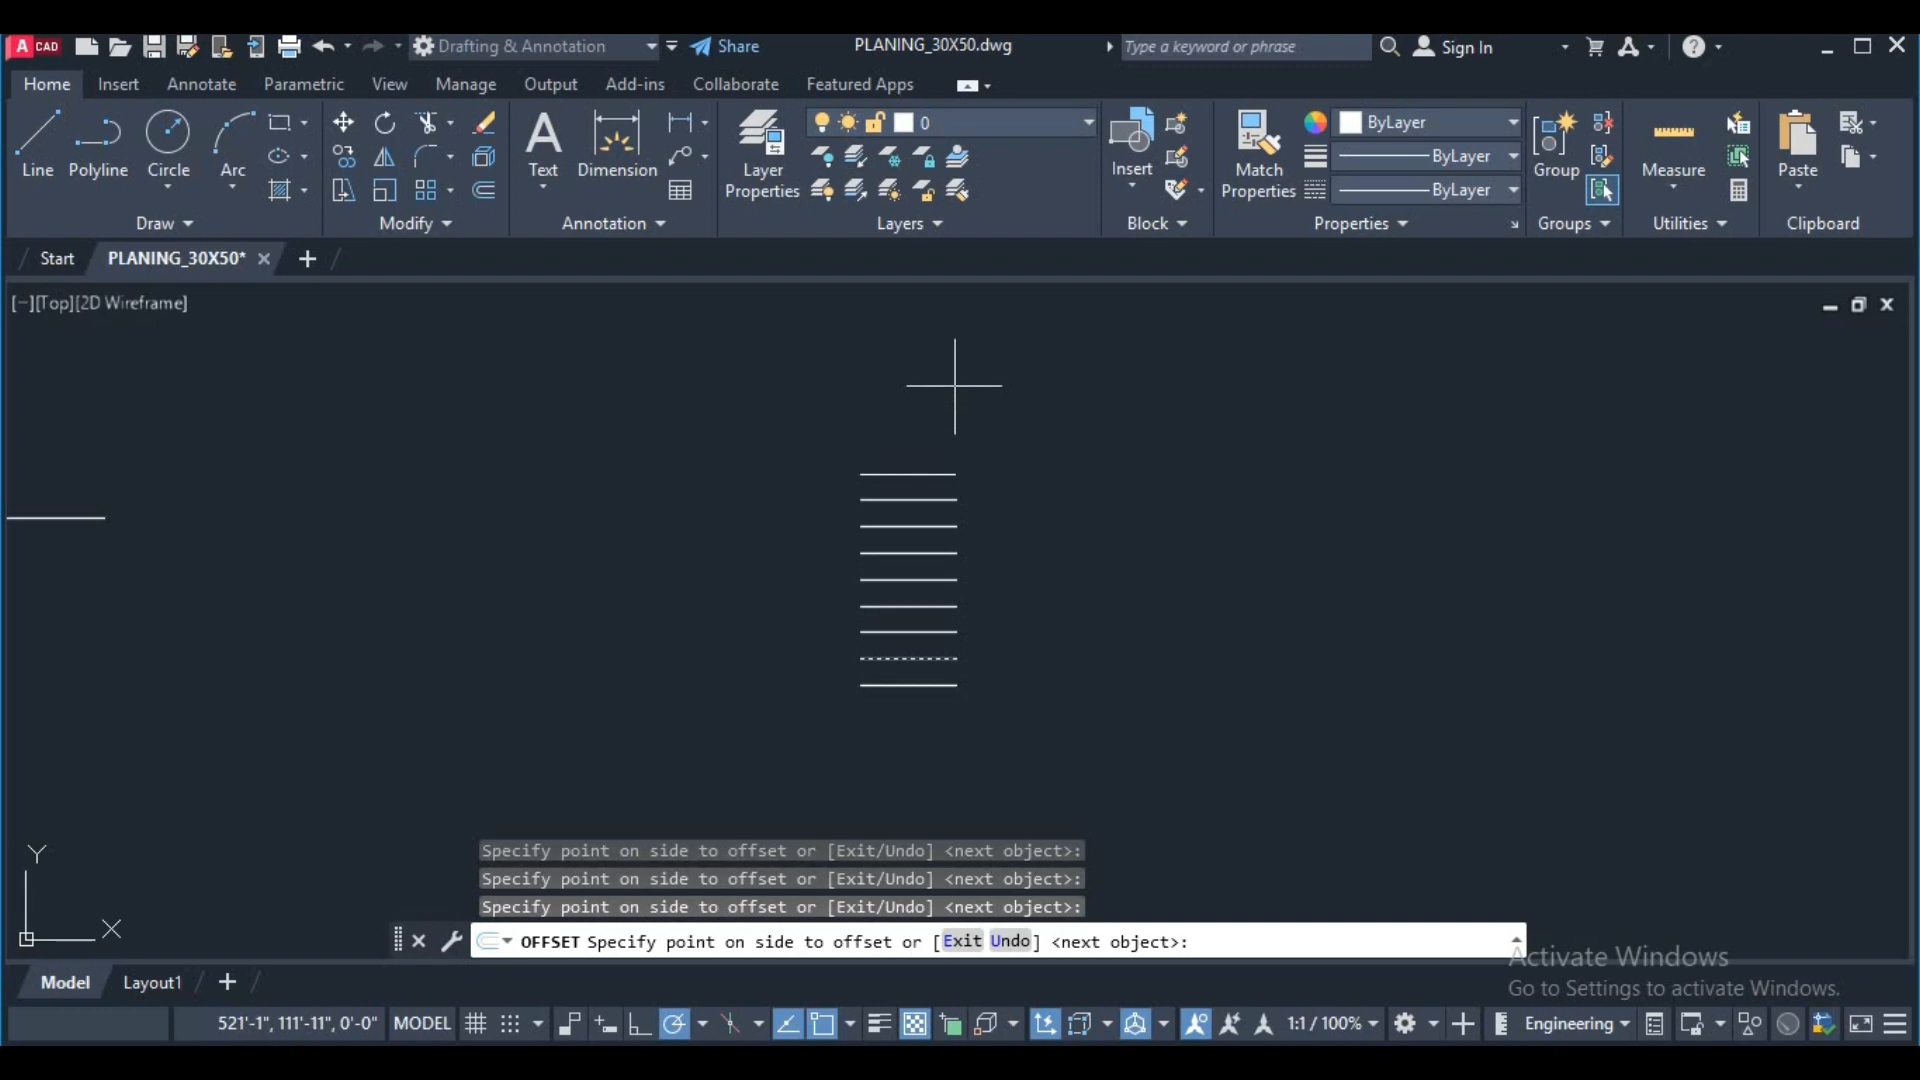 A CAD
Drafting & Annotation
Share
PLANING_30X50.dwg
Type a keyword or phrase
Sign In
Home Insert Annotate Parametric View Manage Output Add-ins Collaborate Featured Apps
Line Polyline Circle Arc
Draw
Modify
Text Dimension
Annotation
Layer Properties
0
Layers
Insert
Block
Match Properties
ByLayer
ByLayer
ByLayer
Properties
Group
Groups
Measure
Utilities
Paste
Clipboard
Start PLANING_30X50*
[−][Top][2D Wireframe]
Y
X
Specify point on side to offset or [Exit/Undo] <next object>:
Specify point on side to offset or [Exit/Undo] <next object>:
Specify point on side to offset or [Exit/Undo] <next object>:
OFFSET Specify point on side to offset or [Exit Undo] <next object>:
Activate Windows
Go to Settings to activate Windows.
Model Layout1
521'-1", 111'-11", 0'-0" MODEL 1:1 / 100% Engineering